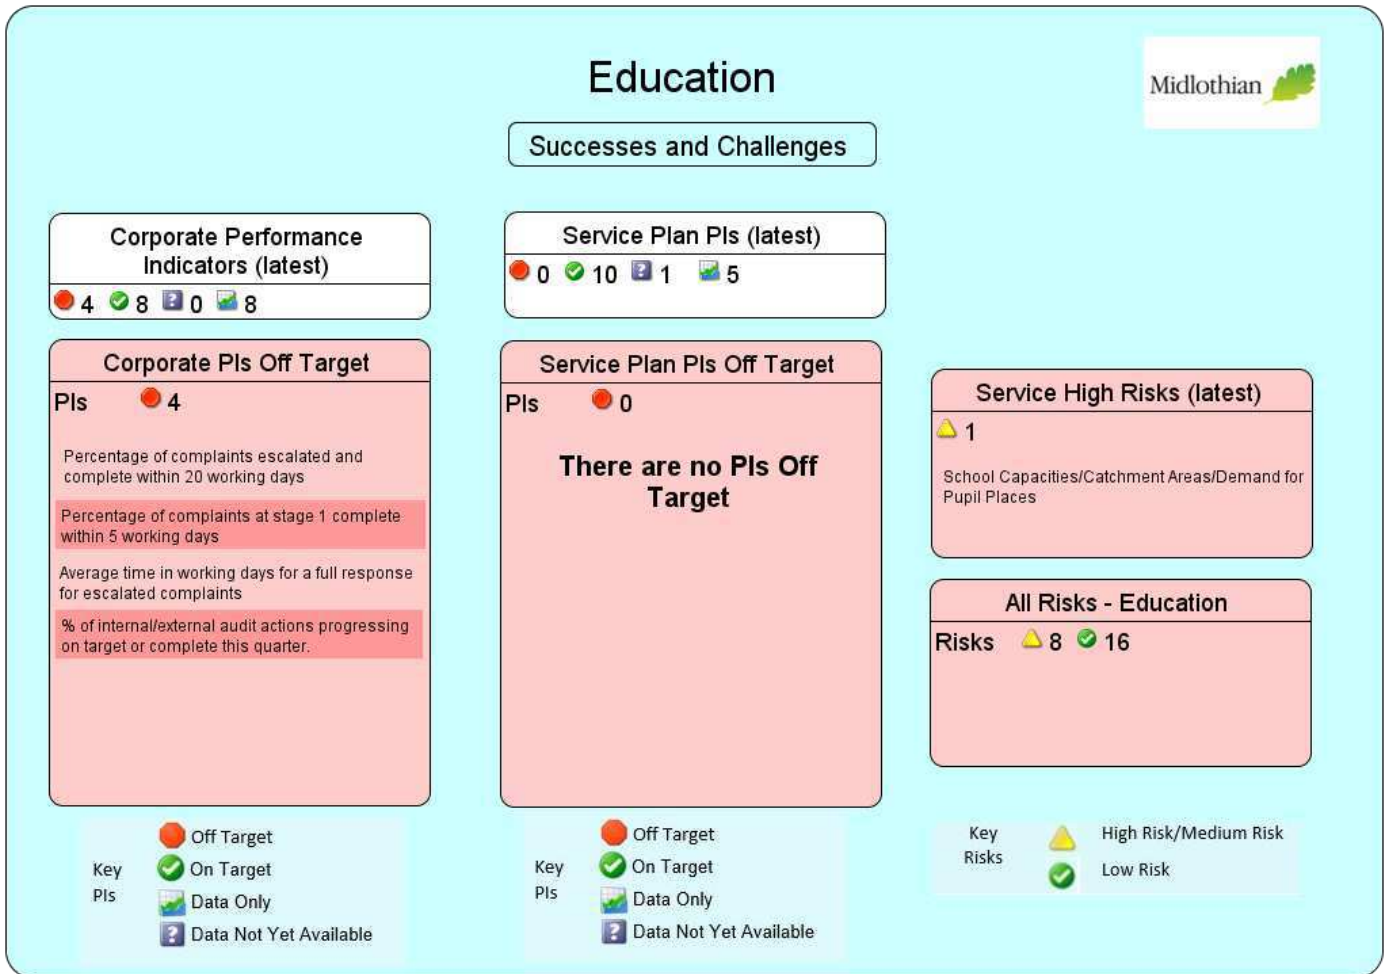 Education
Midlothian
Successes and Challenges
Corporate Performance
Indicators (latest)
4 8 ? 0 8
Service Plan PIs (latest)
0 10 ? 1 5
Corporate PIs Off Target
PIs 4
Percentage of complaints escalated and
complete within 20 working days
Percentage of complaints at stage 1 complete
within 5 working days
Average time in working days for a full response
for escalated complaints
% of internal/external audit actions progressing
on target or complete this quarter.
Service Plan PIs Off Target
PIs 0
There are no PIs Off
Target
Service High Risks (latest)
1
School Capacities/Catchment Areas/Demand for
Pupil Places
All Risks - Education
Risks 8 16
Key
PIs
Off Target
On Target
Data Only
? Data Not Yet Available
Key
PIs
Off Target
On Target
Data Only
? Data Not Yet Available
Key
Risks
High Risk/Medium Risk
Low Risk